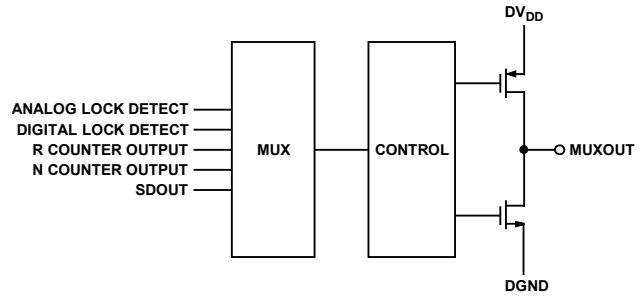 DVDD
ANALOG LOCK DETECT
DIGITAL LOCK DETECT
R COUNTER OUTPUT
N COUNTER OUTPUT
SDOUT
MUX
CONTROL
MUXOUT
DGND